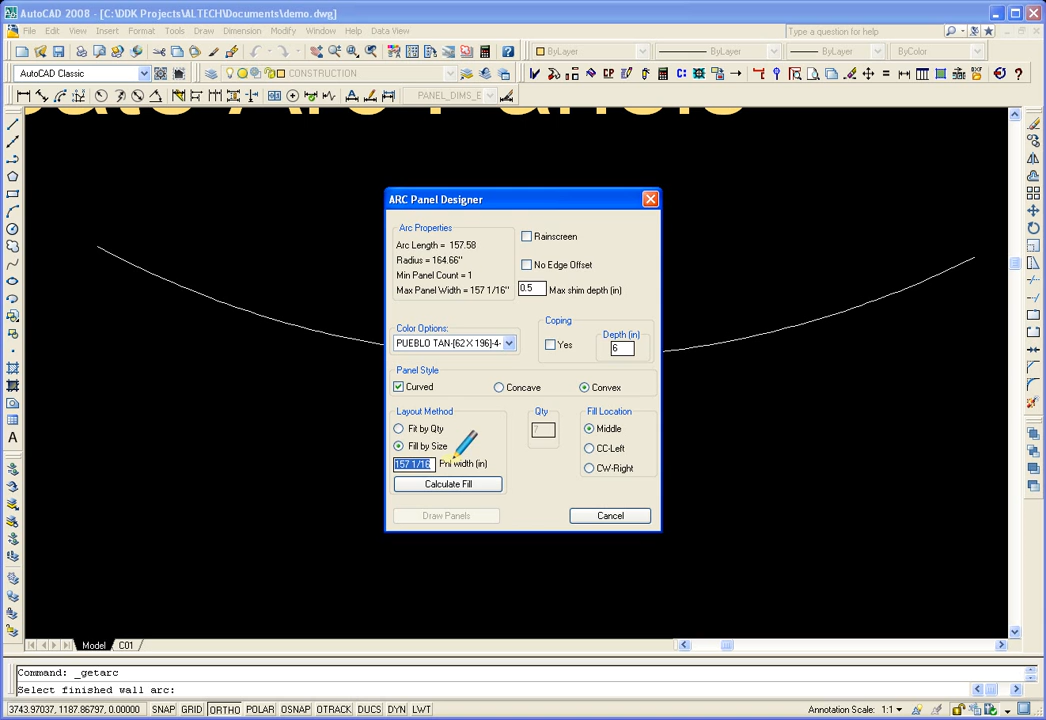 AutoCAD 2008 - [C:\DDK Projects\ALTECH\Documents\demo.dwg]
File Edit View Insert Format Tools Draw Dimension Modify Window Help Data View
Type a question for help
ByLayer ByLayer ByLayer ByColor
AutoCAD Classic CONSTRUCTION
PANEL_DIMS_E
ARC Panel Designer
Arc Properties
Arc Length = 157.58
Radius = 164.66"
Min Panel Count = 1
Max Panel Width = 157 1/16"
Rainscreen
No Edge Offset
0.5 Max shim depth (in)
Color Options:
PUEBLO TAN-[62 X 196]-4-
Coping
Yes
Depth (in)
6
Panel Style
Curved Concave Convex
Layout Method
Fit by Qty
Fill by Size
157 1/16 Pnl width (in)
Calculate Fill
Qty
7
Fill Location
Middle
CC-Left
CW-Right
Draw Panels Cancel
Model C01
Command: _getarc
Select finished wall arc:
3743.97037, 1187.86797, 0.00000 SNAP GRID ORTHO POLAR OSNAP OTRACK DUCS DYN LWT Annotation Scale: 1:1